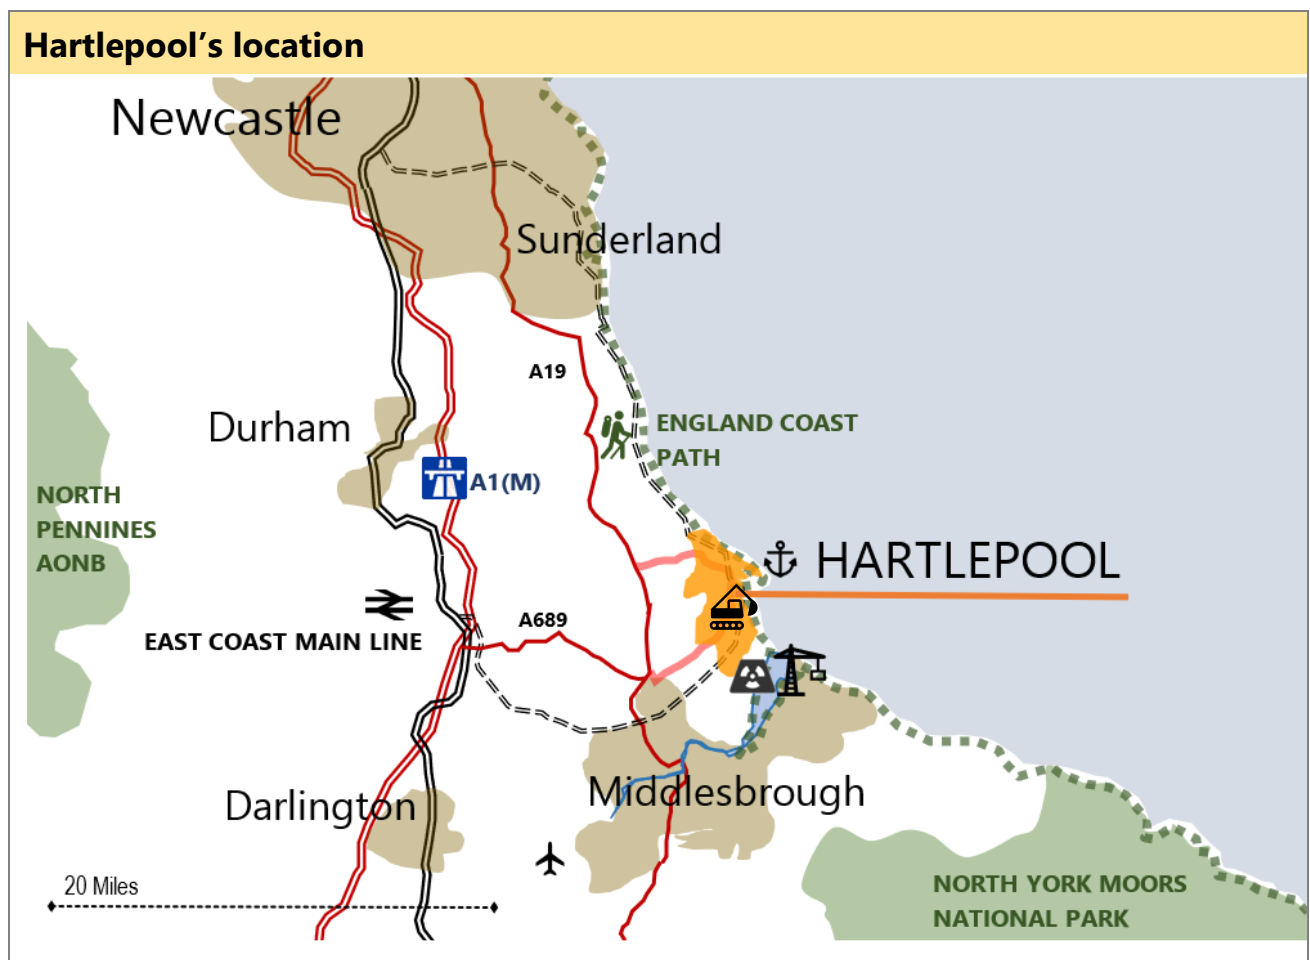 Hartlepool’s location
Newcastle
Sunderland
A19
Durham
ENGLAND COAST
PATH
A1(M)
NORTH
PENNINES
AONB
HARTLEPOOL
A689
EAST COAST MAIN LINE
Darlington
Middlesbrough
20 Miles
NORTH YORK MOORS
NATIONAL PARK